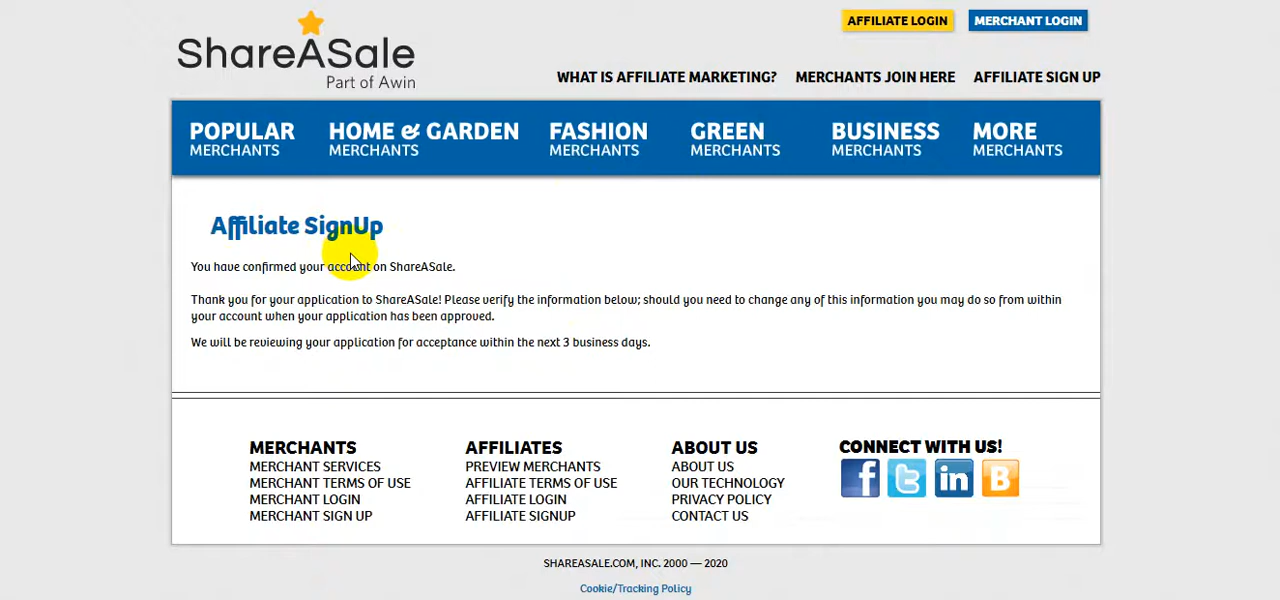 AFFILIATE LOGIN MERCHANT LOGIN
ShareASale
Part of Awin
WHAT IS AFFILIATE MARKETING? MERCHANTS JOIN HERE AFFILIATE SIGN UP
POPULAR HOME & GARDEN FASHION GREEN BUSINESS MORE
MERCHANTS MERCHANTS MERCHANTS MERCHANTS MERCHANTS MERCHANTS
Affiliate SignUp
You have confirmed your account on ShareASale.
Thank you for your application to ShareASale! Please verify the information below; should you need to change any of this information you may do so from within
your account when your application has been approved.
We will be reviewing your application for acceptance within the next 3 business days.
MERCHANTS
MERCHANT SERVICES
MERCHANT TERMS OF USE
MERCHANT LOGIN
MERCHANT SIGN UP
AFFILIATES
PREVIEW MERCHANTS
AFFILIATE TERMS OF USE
AFFILIATE LOGIN
AFFILIATE SIGNUP
ABOUT US
ABOUT US
OUR TECHNOLOGY
PRIVACY POLICY
CONTACT US
CONNECT WITH US!
f t in B
SHAREASALE.COM, INC. 2000 — 2020
Cookie/Tracking Policy